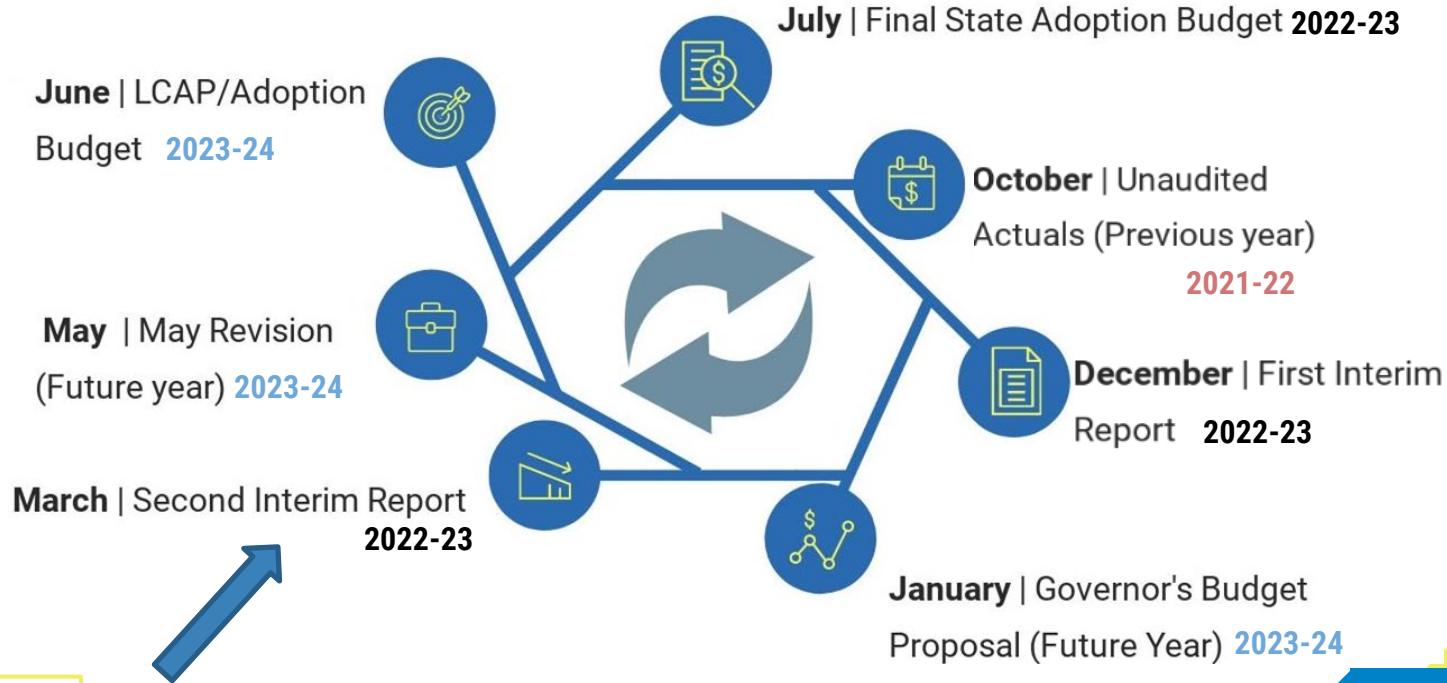 July | Final State Adoption Budget 2022-23
June | LCAP/Adoption
Budget 2023-24
October | Unaudited
Actuals (Previous year)
2021-22
May | May Revision
(Future year) 2023-24
December | First Interim
Report 2022-23
March | Second Interim Report
2022-23
January | Governor's Budget
Proposal (Future Year) 2023-24